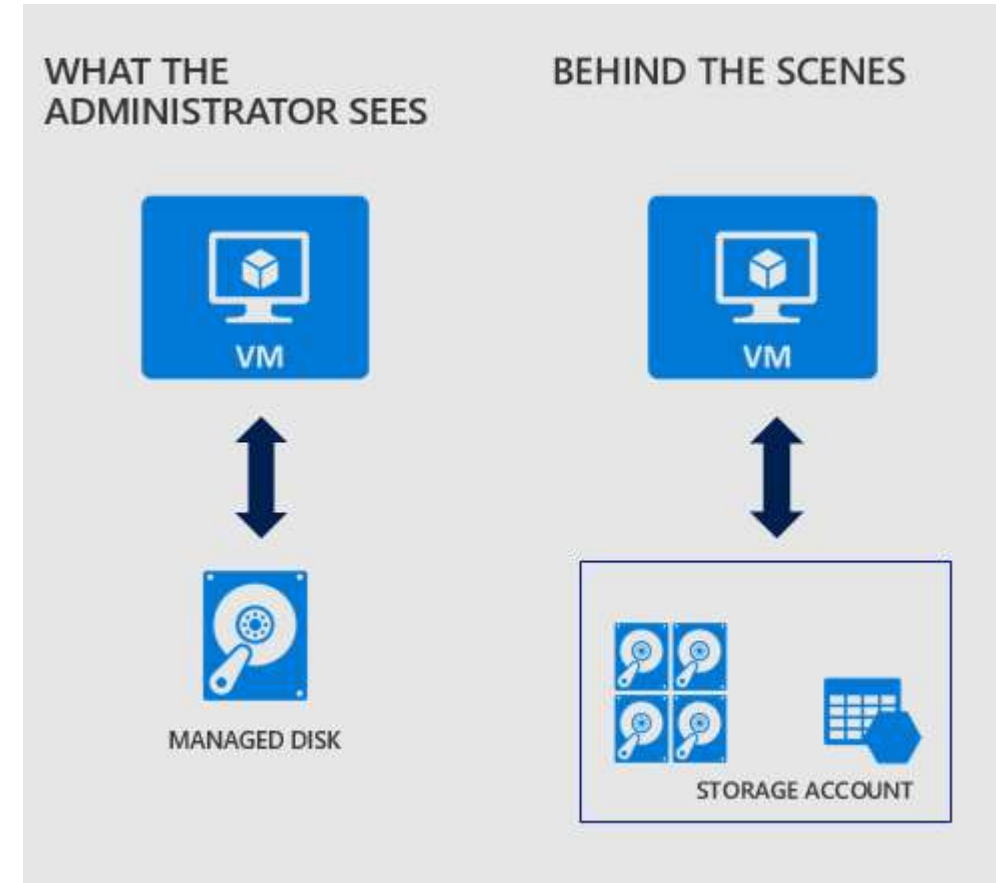 WHAT THE
ADMINISTRATOR SEES
VM
MANAGED DISK
BEHIND THE SCENES
VM
STORAGE ACCOUNT